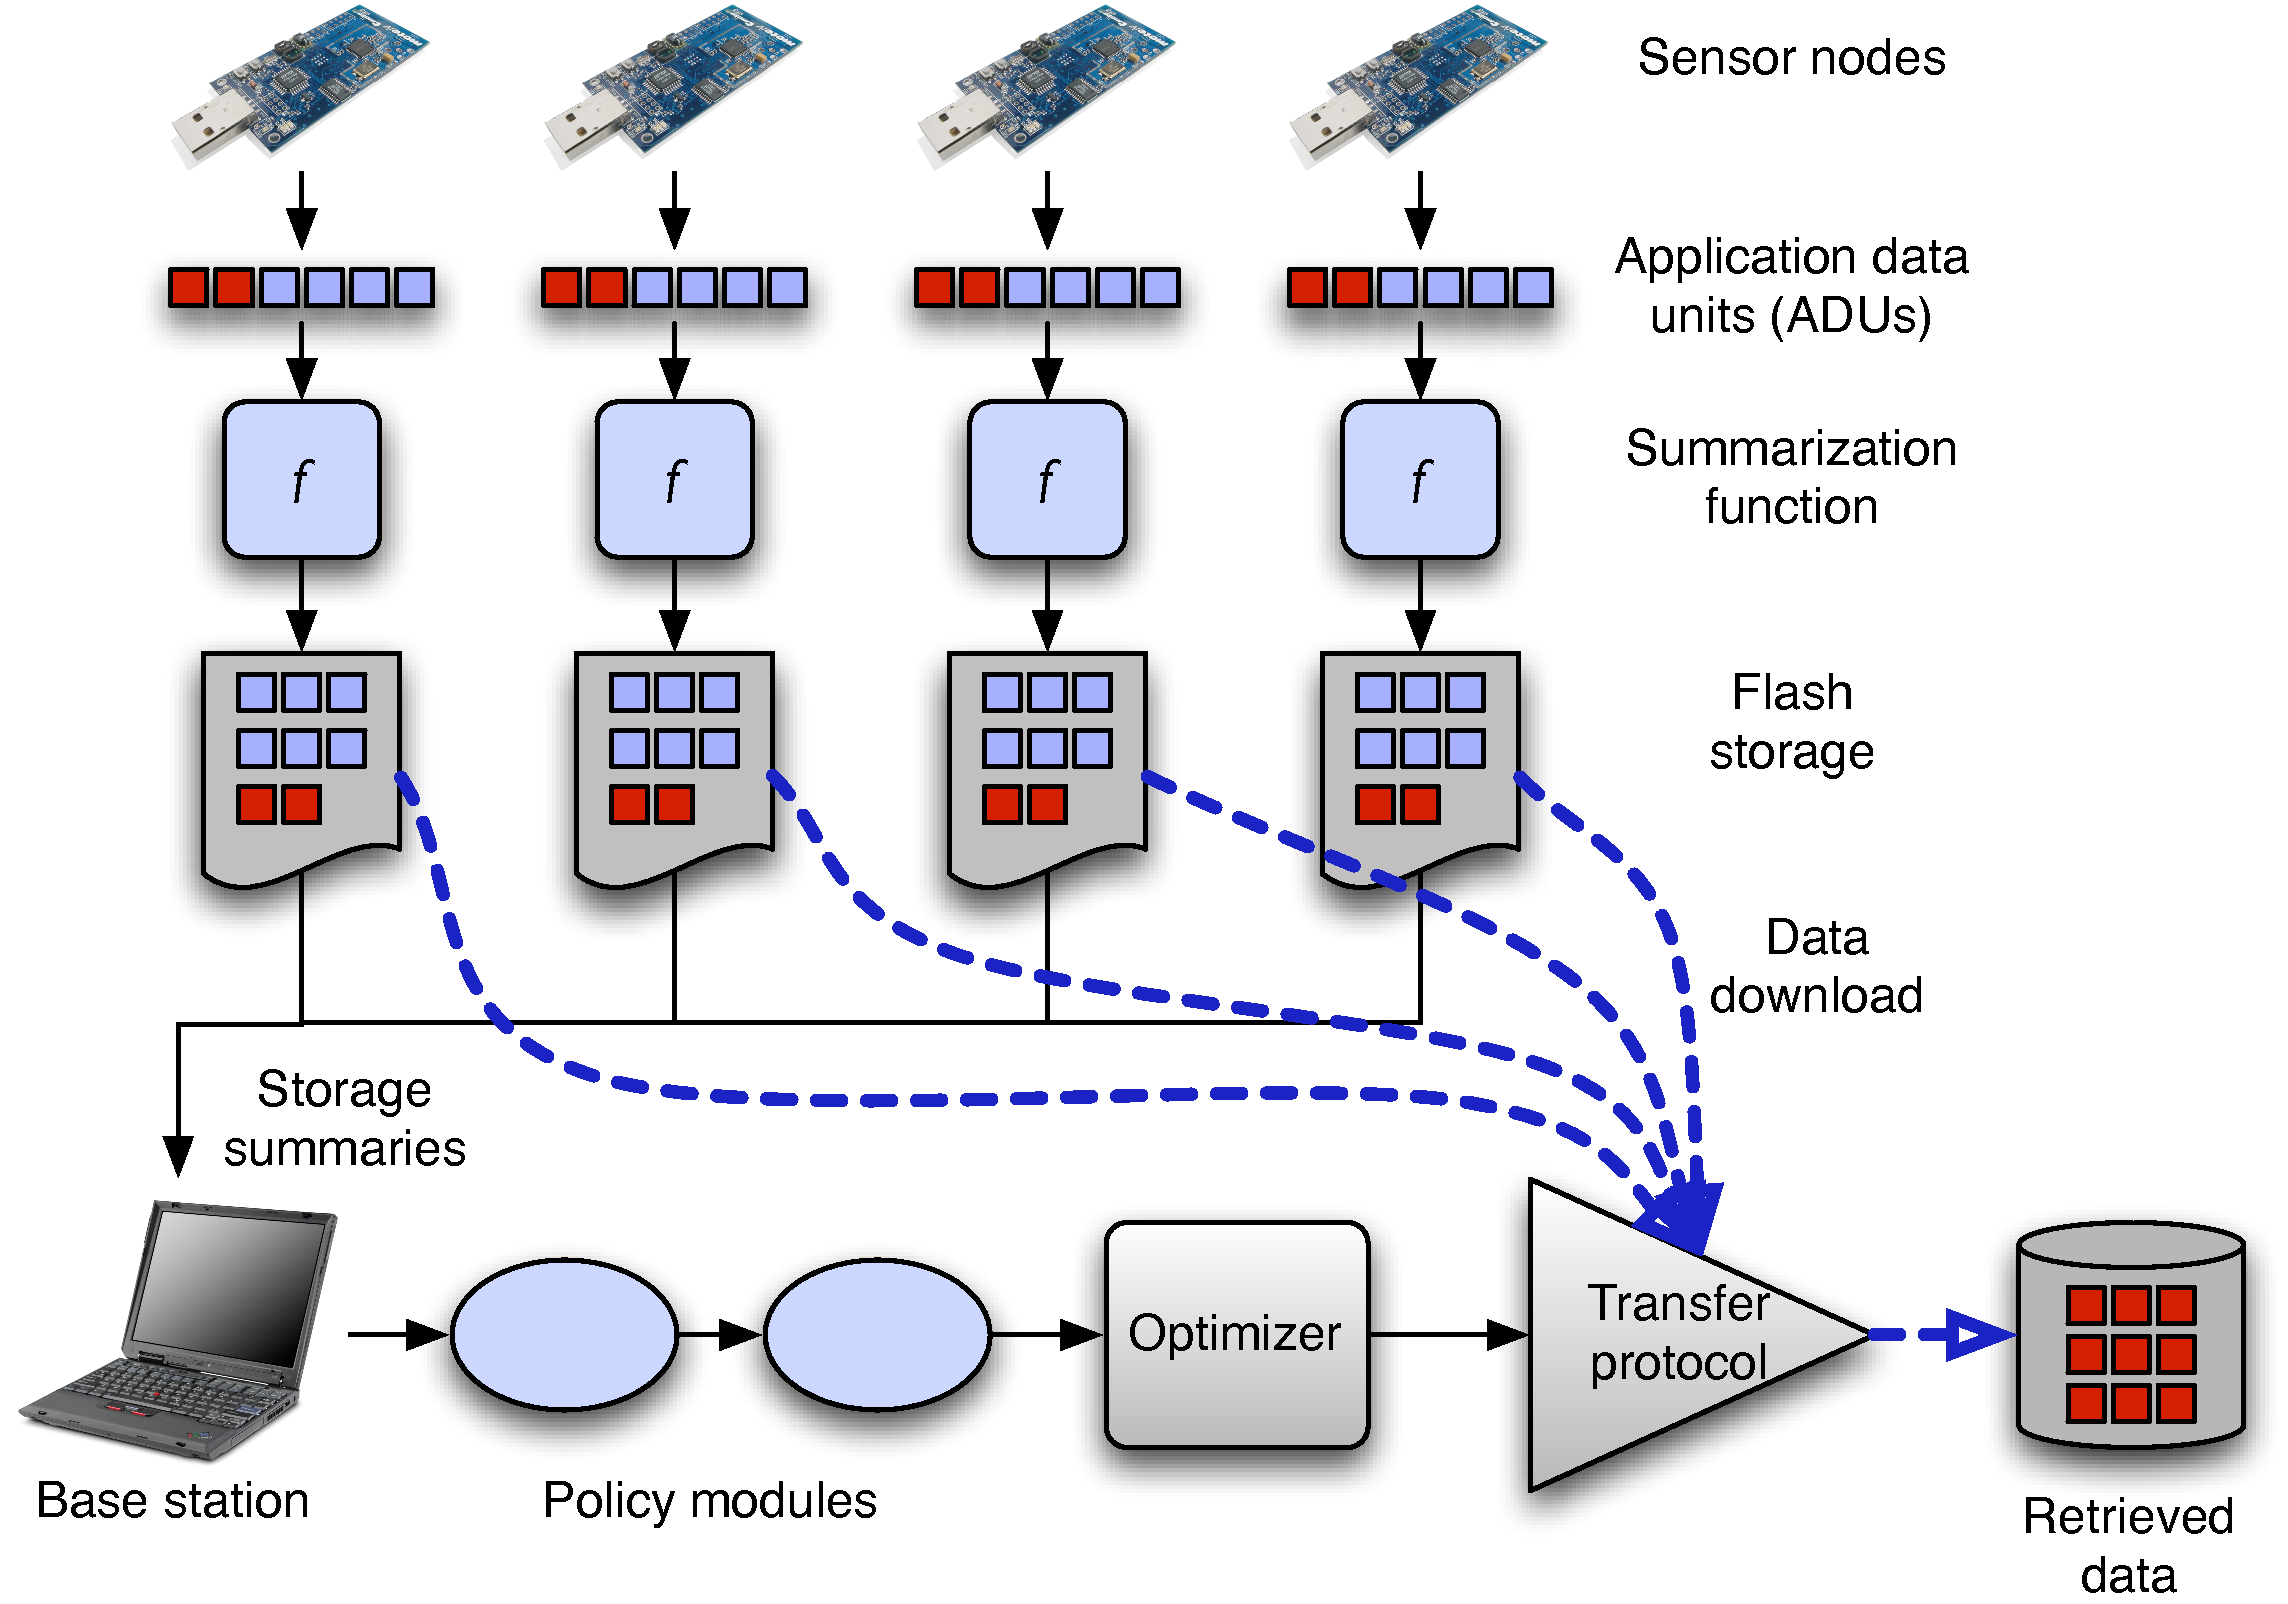 Sensor nodes
Application data
units (ADUs)
f
f
f
f
Summarization
function
Flash
storage
Data
download
Storage
summaries
Optimizer
Transfer
protocol
Base station
Policy modules
Retrieved
data